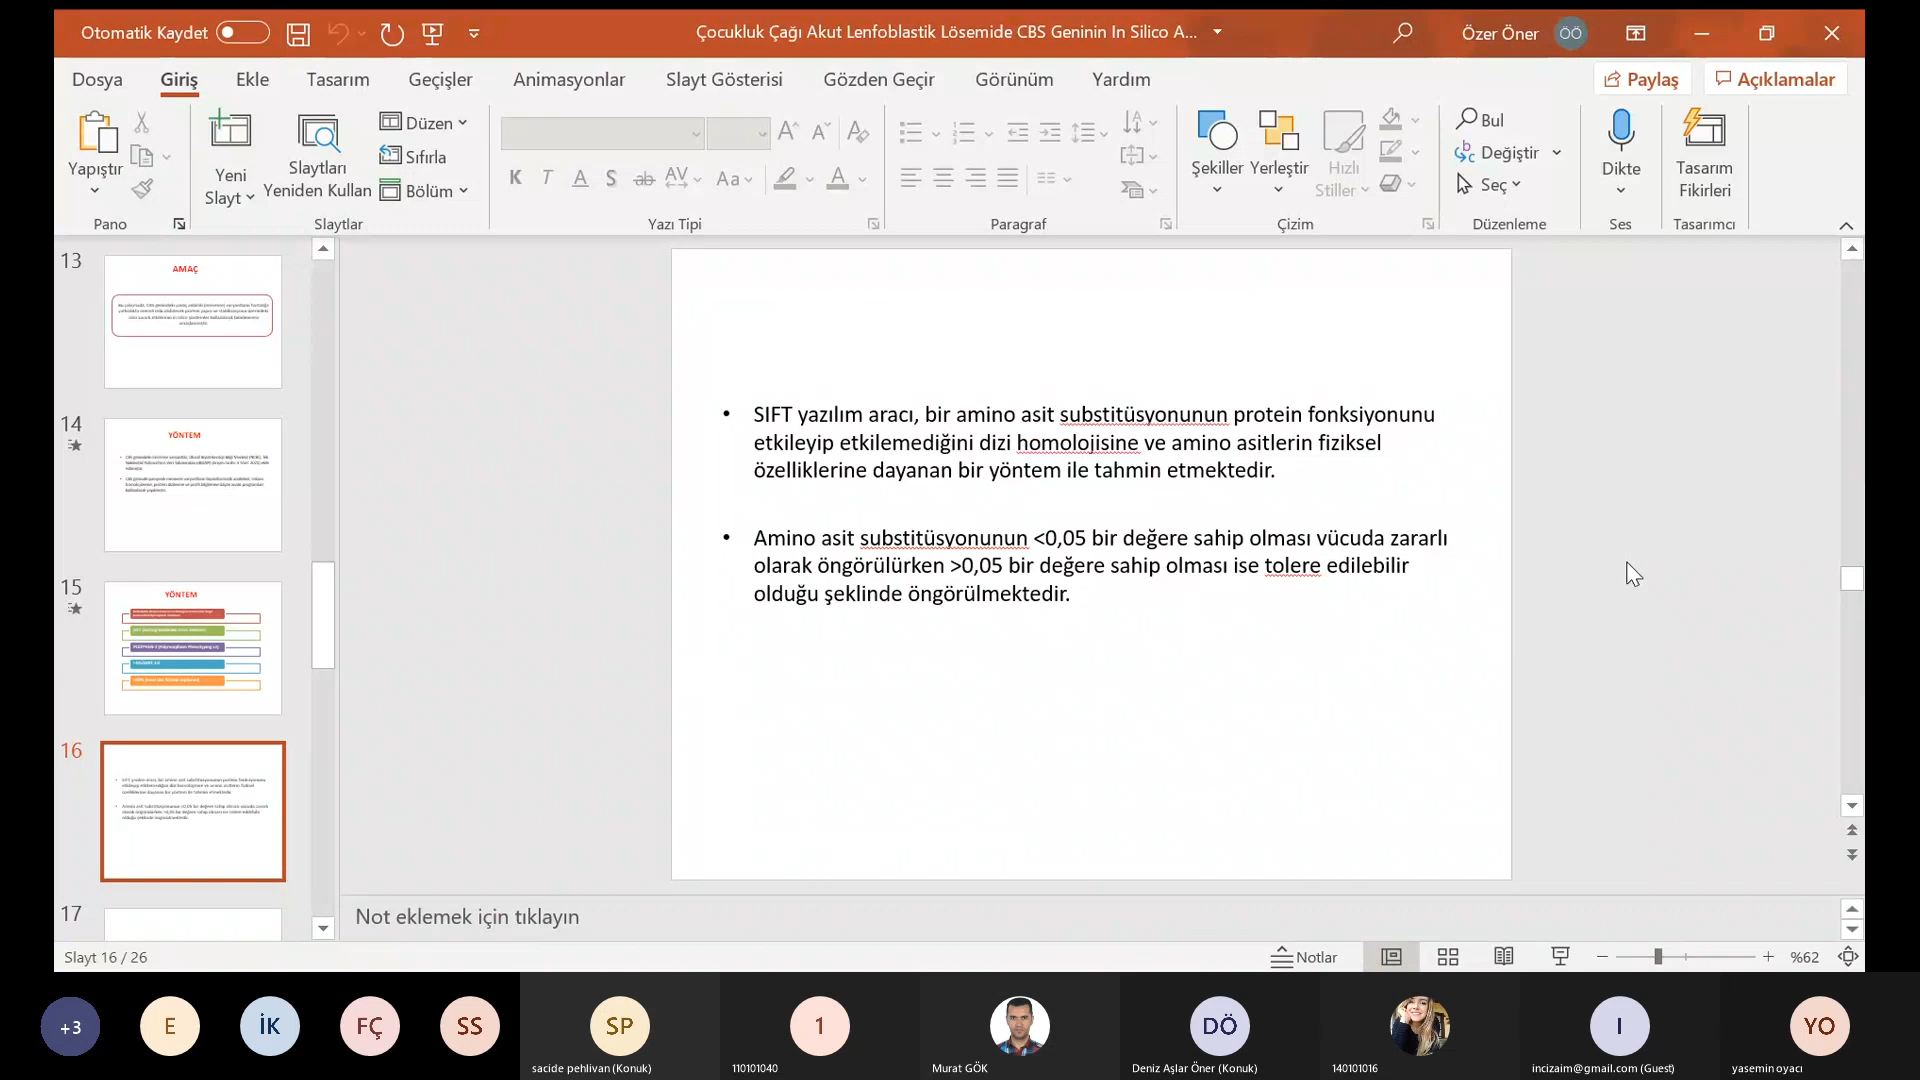 Otomatik Kaydet
Çocukluk Çağı Akut Lenfoblastik Lösemide CBS Geninin In Silico A...
Özer Öner
ÖÖ
Dosya
Giriş
Ekle
Tasarım
Geçişler
Animasyonlar
Slayt Gösterisi
Gözden Geçir
Görünüm
Yardım
Paylaş
Açıklamalar
Yapıştır
Yeni
Slayt
Slaytları
Yeniden Kullan
Düzen
Sıfırla
Bölüm
K T A S ab AV Aa A
Şekiller
Yerleştir
Hızlı
Stiller
Bul
Değiştir
Seç
Dikte
Tasarım
Fikirleri
Pano
Slaytlar
Yazı Tipi
Paragraf
Çizim
Düzenleme
Ses
Tasarımcı
13
AMAÇ
14
YÖNTEM
15
YÖNTEM
16
17
• SIFT yazılım aracı, bir amino asit substitüsyonunun protein fonksiyonunu
etkileyip etkilemediğini dizi homolojisine ve amino asitlerin fiziksel
özelliklerine dayanan bir yöntem ile tahmin etmektedir.
• Amino asit substitüsyonunun <0,05 bir değere sahip olması vücuda zararlı
olarak öngörülürken >0,05 bir değere sahip olması ise tolere edilebilir
olduğu şeklinde öngörülmektedir.
Not eklemek için tıklayın
Slayt 16 / 26
Notlar
%62
+3
E
İK
FÇ
SS
SP
sacide pehlivan (Konuk)
1
110101040
Murat GÖK
DÖ
Deniz Aşlar Öner (Konuk)
140101016
I
incizaim@gmail.com (Guest)
YO
yasemin oyacı